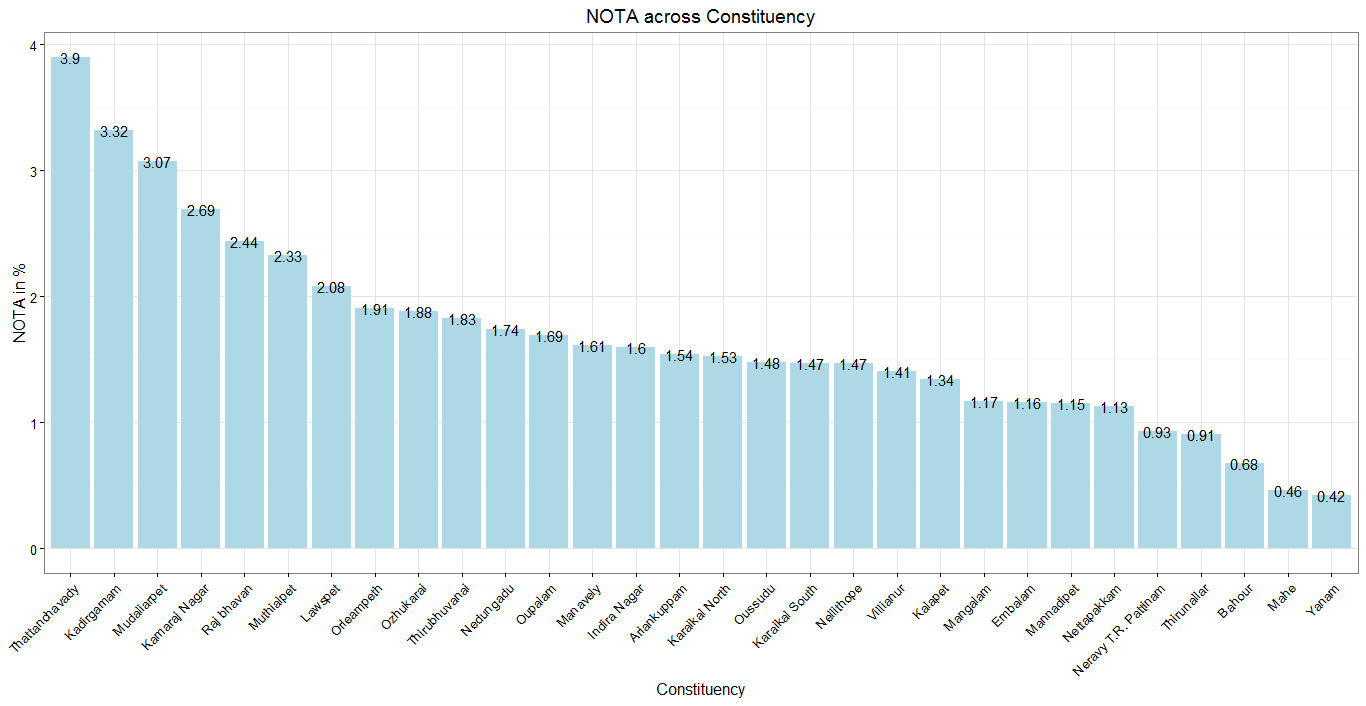 NOTA across Constituency
NOTA in %
4
3
2
1
0
3.9
3.32
3.07
2.69
2.44
2.33
2.08
1.91
1.88
1.83
1.74
1.69
1.61
1.6
1.54
1.53
1.48
1.47
1.47
1.41
1.34
1.17
1.16
1.15
1.13
0.93
0.91
0.68
0.46
0.42
Thattanchavady
Kadirgamam
Mudaliarpet
Kamaraj Nagar
Raj bhavan
Muthialpet
Lawspet
Orleampeth
Ozhukarai
Thirubhuvanai
Nedungadu
Oupalam
Manavely
Indira Nagar
Ariankuppam
Karaikal North
Oussudu
Karaikal South
Nellithope
Villianur
Kalapet
Mangalam
Embalam
Mannadipet
Nettapakkam
Neravy T.R. Pattinam
Thirunallar
Bahour
Mahe
Yanam
Constituency